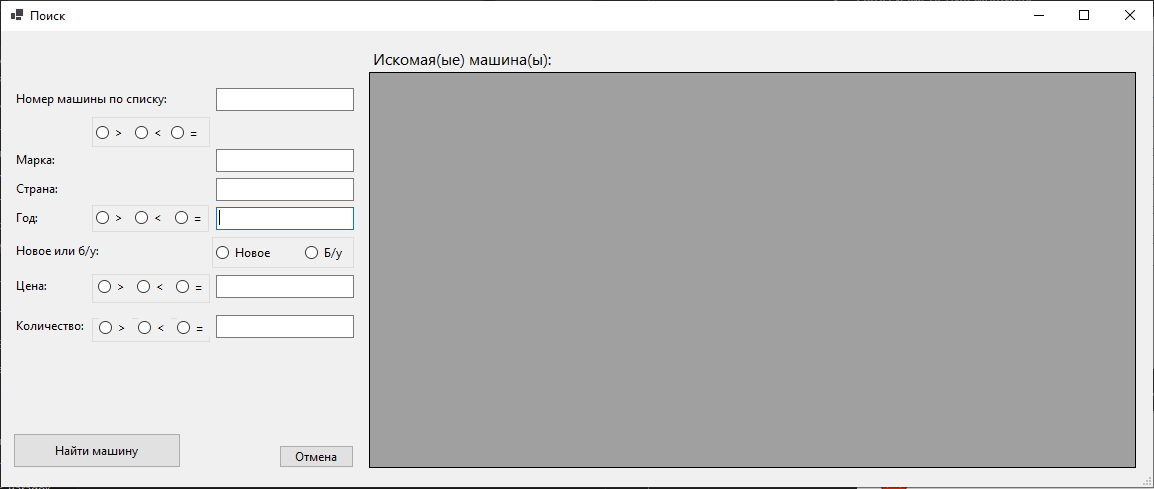 Поиск
Искомая(ые) машина(ы):
Номер машины по списку:
> < =
Марка:
Страна:
Год: > < =
Новое или б/у: Новое Б/у
Цена: > < =
Количество: > < =
Найти машину Отмена